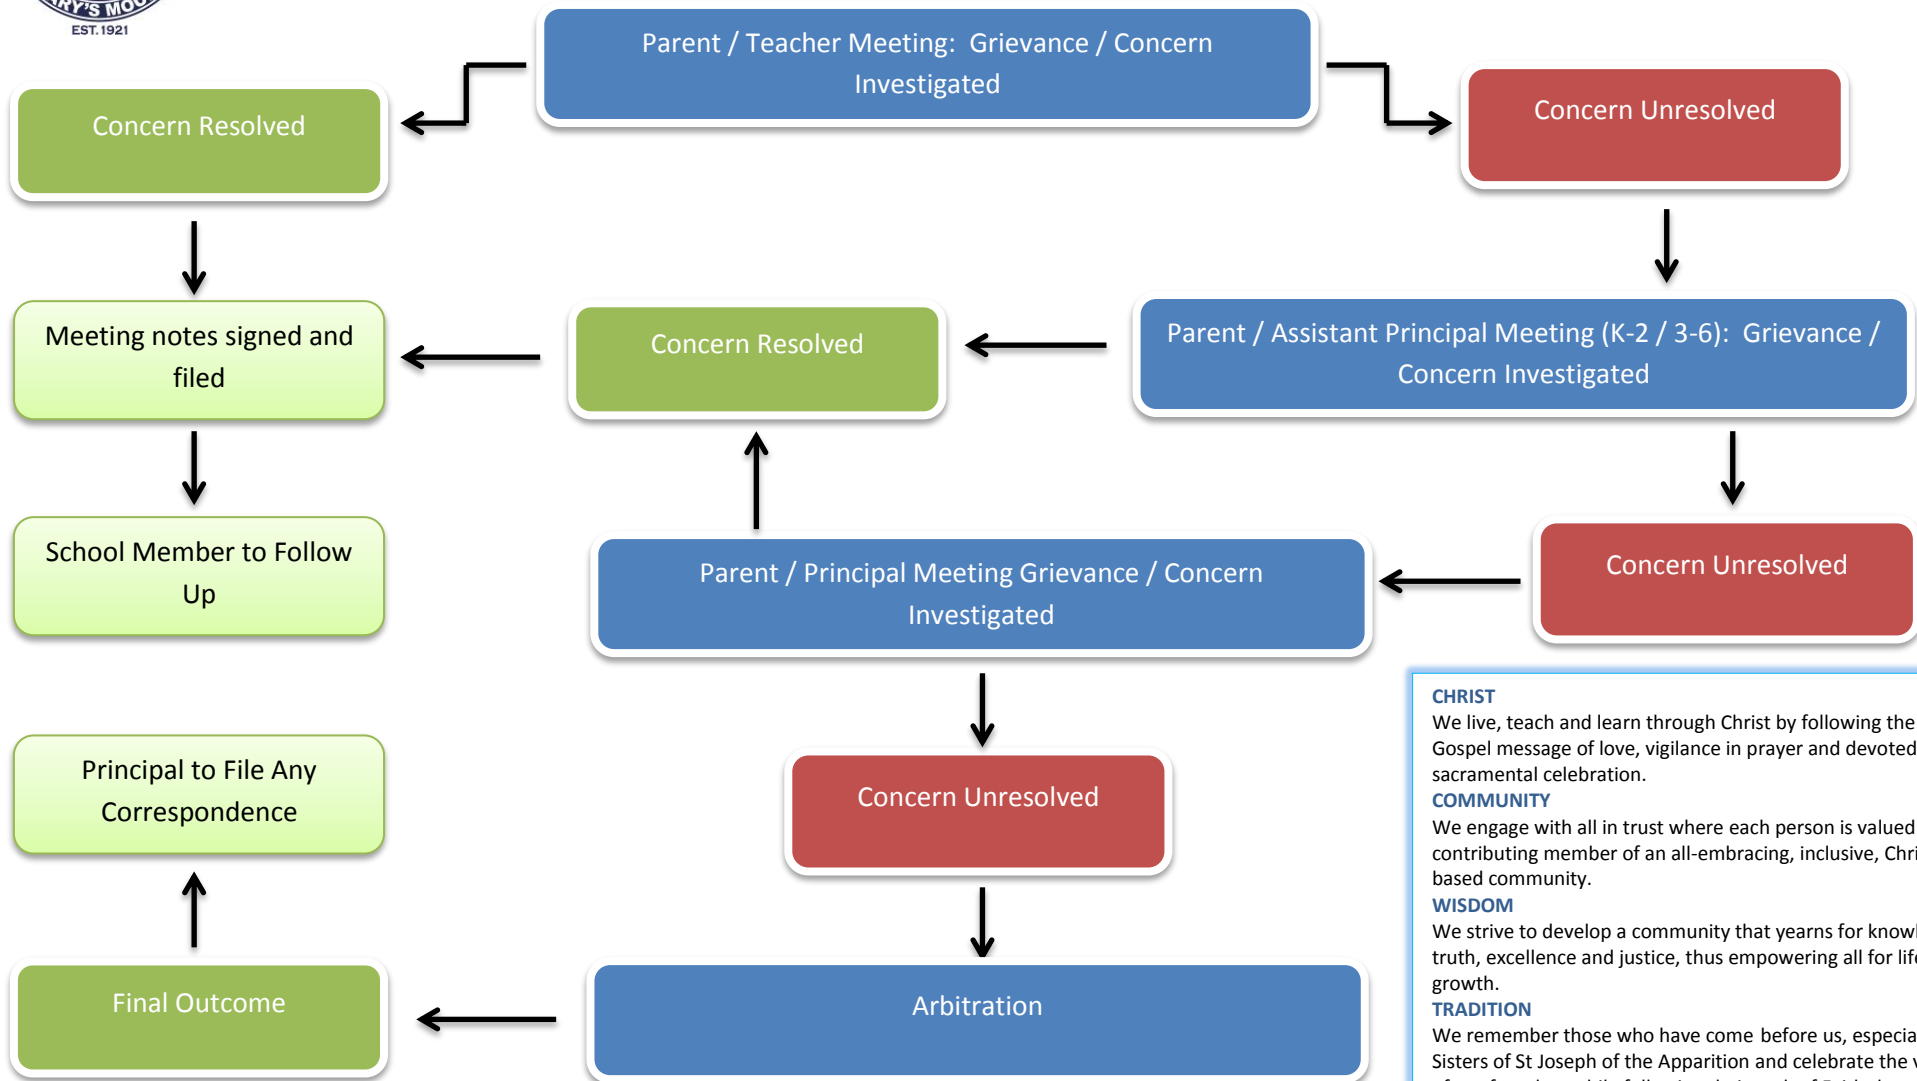 ARY'S MOU
EST. 1921
Parent / Teacher Meeting: Grievance / Concern
Investigated
Concern Resolved
Concern Unresolved
Meeting notes signed and
filed
Concern Resolved
Parent / Assistant Principal Meeting (K-2 / 3-6): Grievance /
Concern Investigated
School Member to Follow
Up
Parent / Principal Meeting Grievance / Concern
Investigated
Concern Unresolved
Principal to File Any
Correspondence
Concern Unresolved
Final Outcome
Arbitration
CHRIST
We live, teach and learn through Christ by following the
Gospel message of love, vigilance in prayer and devoted
sacramental celebration.
COMMUNITY
We engage with all in trust where each person is valued
contributing member of an all-embracing, inclusive, Chri
based community.
WISDOM
We strive to develop a community that yearns for knowl
truth, excellence and justice, thus empowering all for life
growth.
TRADITION
We remember those who have come before us, especia
Sisters of St Joseph of the Apparition and celebrate the v